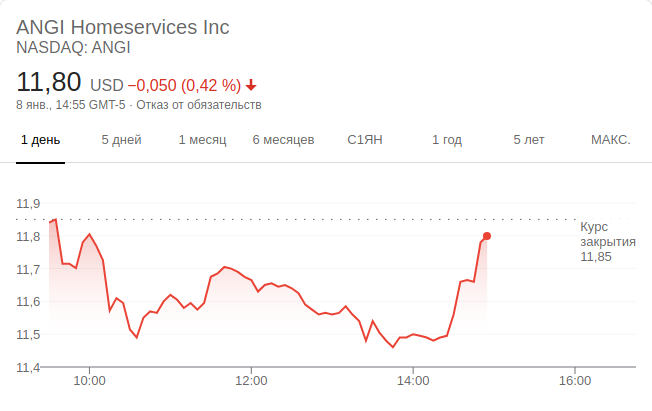 ANGI Homeservices Inc
NASDAQ: ANGI
11,80 USD −0,050 (0,42 %)
8 янв., 14:55 GMT-5 · Отказ от обязательств
1 день 5 дней 1 месяц 6 месяцев С1ЯН 1 год 5 лет МАКС.
11,9
Курс
закрытия
11,85
11,8
11,7
11,6
11,5
11,4
10:00 12:00 14:00 16:00